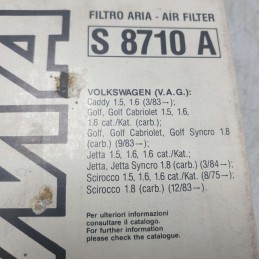 FILTRO ARIA - AIR FILTER
S 8710 A
VOLKSWAGEN (V.A.G.):
Caddy 1.5, 1.6 (3/83→);
Golf, Golf Cabriolet 1.5, 1.6,
1.6 cat./Kat. (carb.);
Golf, Golf Cabriolet, Golf Syncro 1.8
(carb.) (9/83→);
Jetta 1.5, 1.6, 1.6 cat./Kat.;
Jetta, Jetta Syncro 1.8 (carb.) (3/84→);
Scirocco 1.5, 1.6, 1.6 cat./Kat. (8/75→);
Scirocco 1.8 (carb.) (12/83→).
Per ulteriori informazioni
consultare il catalogo.
For further information
please check the catalogue.